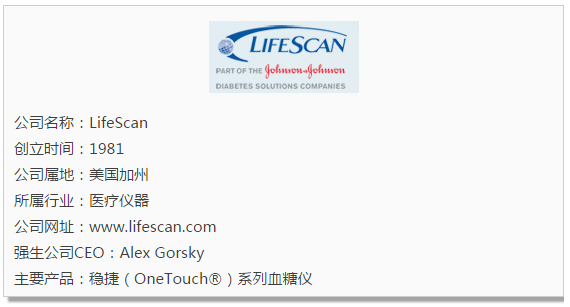 LIFESCAN
PART OF THE Johnson & Johnson
DIABETES SOLUTIONS COMPANIES
公司名称：LifeScan
创立时间：1981
公司属地：美国加州
所属行业：医疗仪器
公司网址：www.lifescan.com
强生公司CEO：Alex Gorsky
主要产品：稳捷（OneTouch®）系列血糖仪